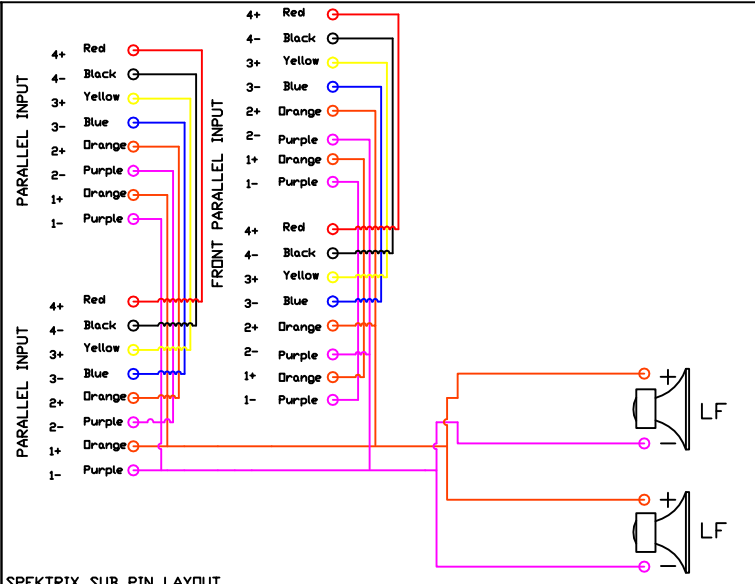 PARALLEL INPUT
4+ Red
4- Black
3+ Yellow
3- Blue
2+ Orange
2- Purple
1+ Orange
1- Purple
PARALLEL INPUT
4+ Red
4- Black
3+ Yellow
3- Blue
2+ Orange
2- Purple
1+ Orange
1- Purple
FRONT PARALLEL INPUT
4+ Red
4- Black
3+ Yellow
3- Blue
2+ Orange
2- Purple
1+ Orange
1- Purple
4+ Red
4- Black
3+ Yellow
3- Blue
2+ Orange
2- Purple
1+ Orange
1- Purple
+
LF
-
+
LF
-
SPEKTRIX SUB PIN LAYOUT